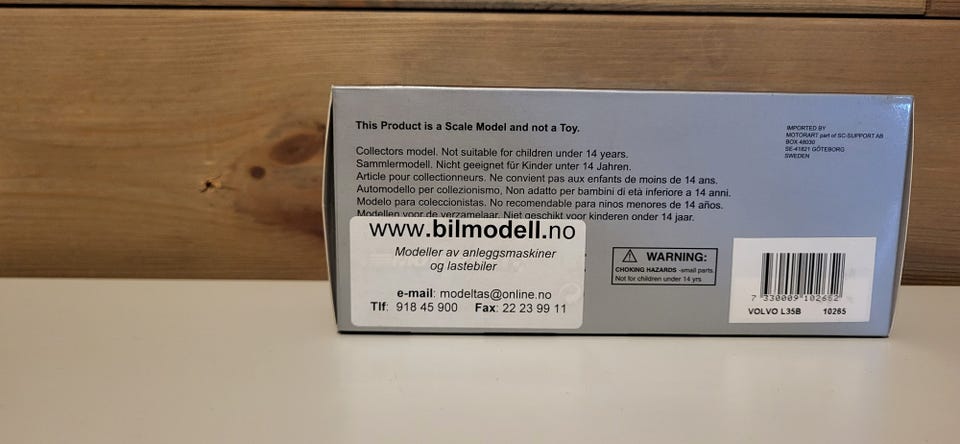 This Product is a Scale Model and not a Toy.
Collectors model. Not suitable for children under 14 years.
Sammlermodell. Nicht geeignet für Kinder unter 14 Jahren.
Article pour collectionneurs. Ne convient pas aux enfants de moins de 14 ans.
Automodello per collezionismo, Non adatto per bambini di età inferiore a 14 anni.
Modelo para coleccionistas. No recomendable para ninos menores de 14 años.
Modellen voor de verzamelaar. Niet geschikt voor kinderen onder 14 jaar.
IMPORTED BY
MOTORART part of SC-SUPPORT AB
BOX 48030
SE-41821 GÖTEBORG
SWEDEN
www.bilmodell.no
Modeller av anleggsmaskiner
og lastebiler
e-mail: modeltas@online.no
Tlf: 918 45 900 Fax: 22 23 99 11
WARNING:
CHOKING HAZARDS -small parts.
Not for children under 14 yrs
7 330009 102652
VOLVO L35B 10265